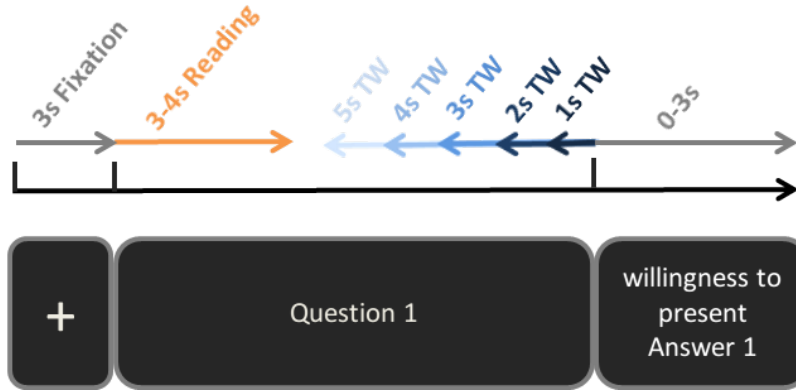 3s Fixation
3-4s Reading
5s TW
4s TW
3s TW
2s TW
1s TW
0-3s
+
Question 1
willingness to
present
Answer 1